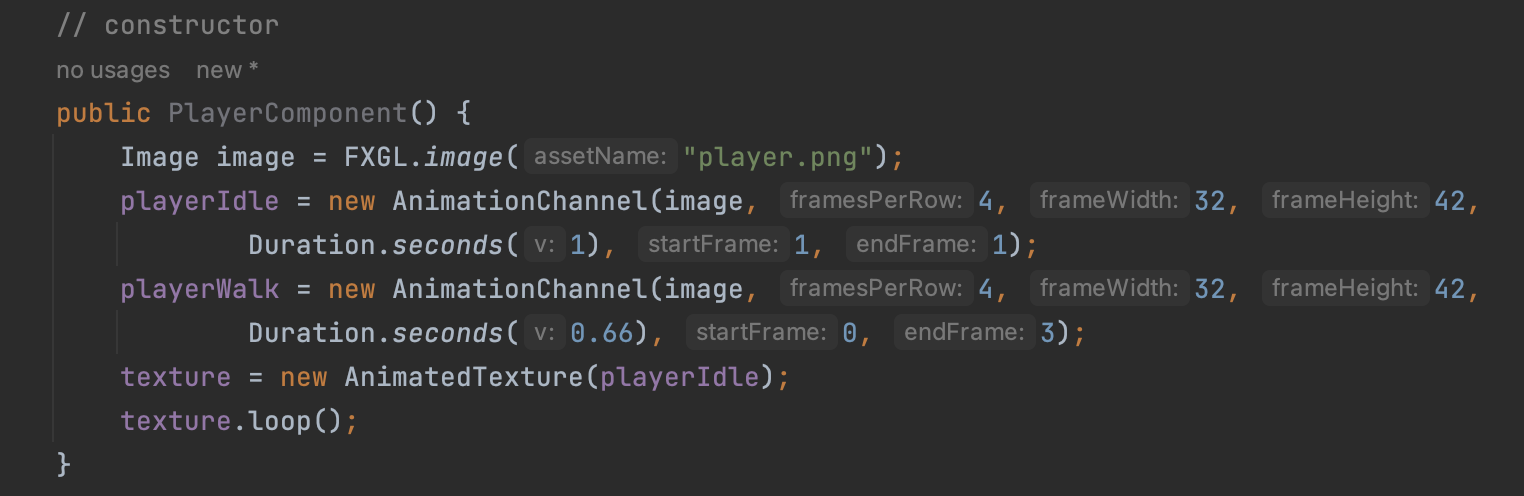 // constructor
no usages   new *
public PlayerComponent() {
    Image image = FXGL.image( assetName: "player.png");
    playerIdle = new AnimationChannel(image,  framesPerRow: 4,  frameWidth: 32,  frameHeight: 42,
            Duration.seconds( v: 1),  startFrame: 1,  endFrame: 1);
    playerWalk = new AnimationChannel(image,  framesPerRow: 4,  frameWidth: 32,  frameHeight: 42,
            Duration.seconds( v: 0.66),  startFrame: 0,  endFrame: 3);
    texture = new AnimatedTexture(playerIdle);
    texture.loop();
}